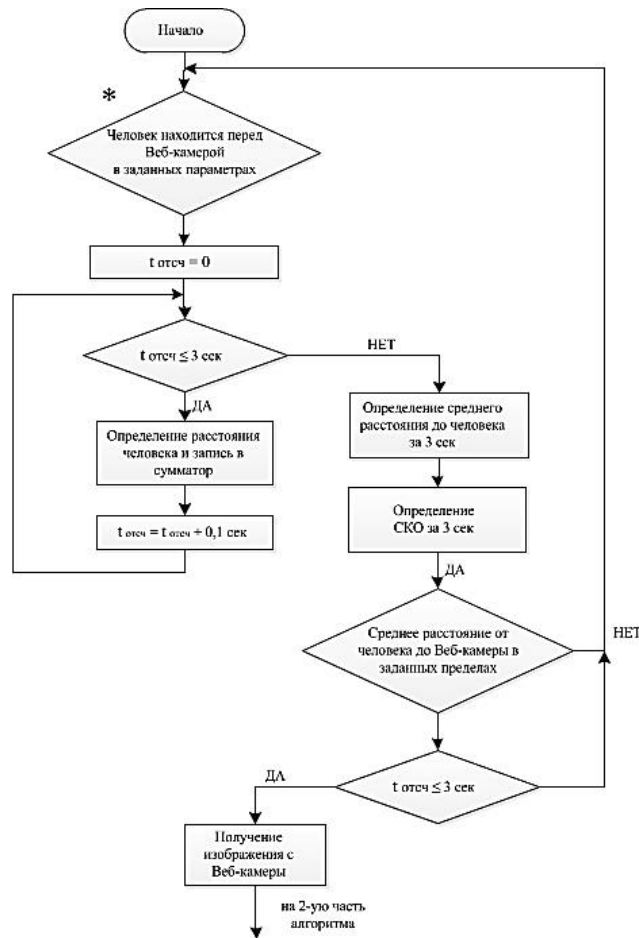 Начало
*
Человек находится перед
Веб-камерой
в заданных параметрах
t отсч = 0
t отсч ≤ 3 сек
НЕТ
ДА
Определение расстояния
человека и запись в
сумматор
t отсч = t отсч + 0,1 сек
Определение среднего
расстояния до человека
за 3 сек
Определение
СКО за 3 сек
ДА
Среднее расстояние от
человека до Веб-камеры в
заданных пределах
НЕТ
t отсч ≤ 3 сек
ДА
Получение
изображения с
Веб-камеры
на 2-ую часть
алгоритма